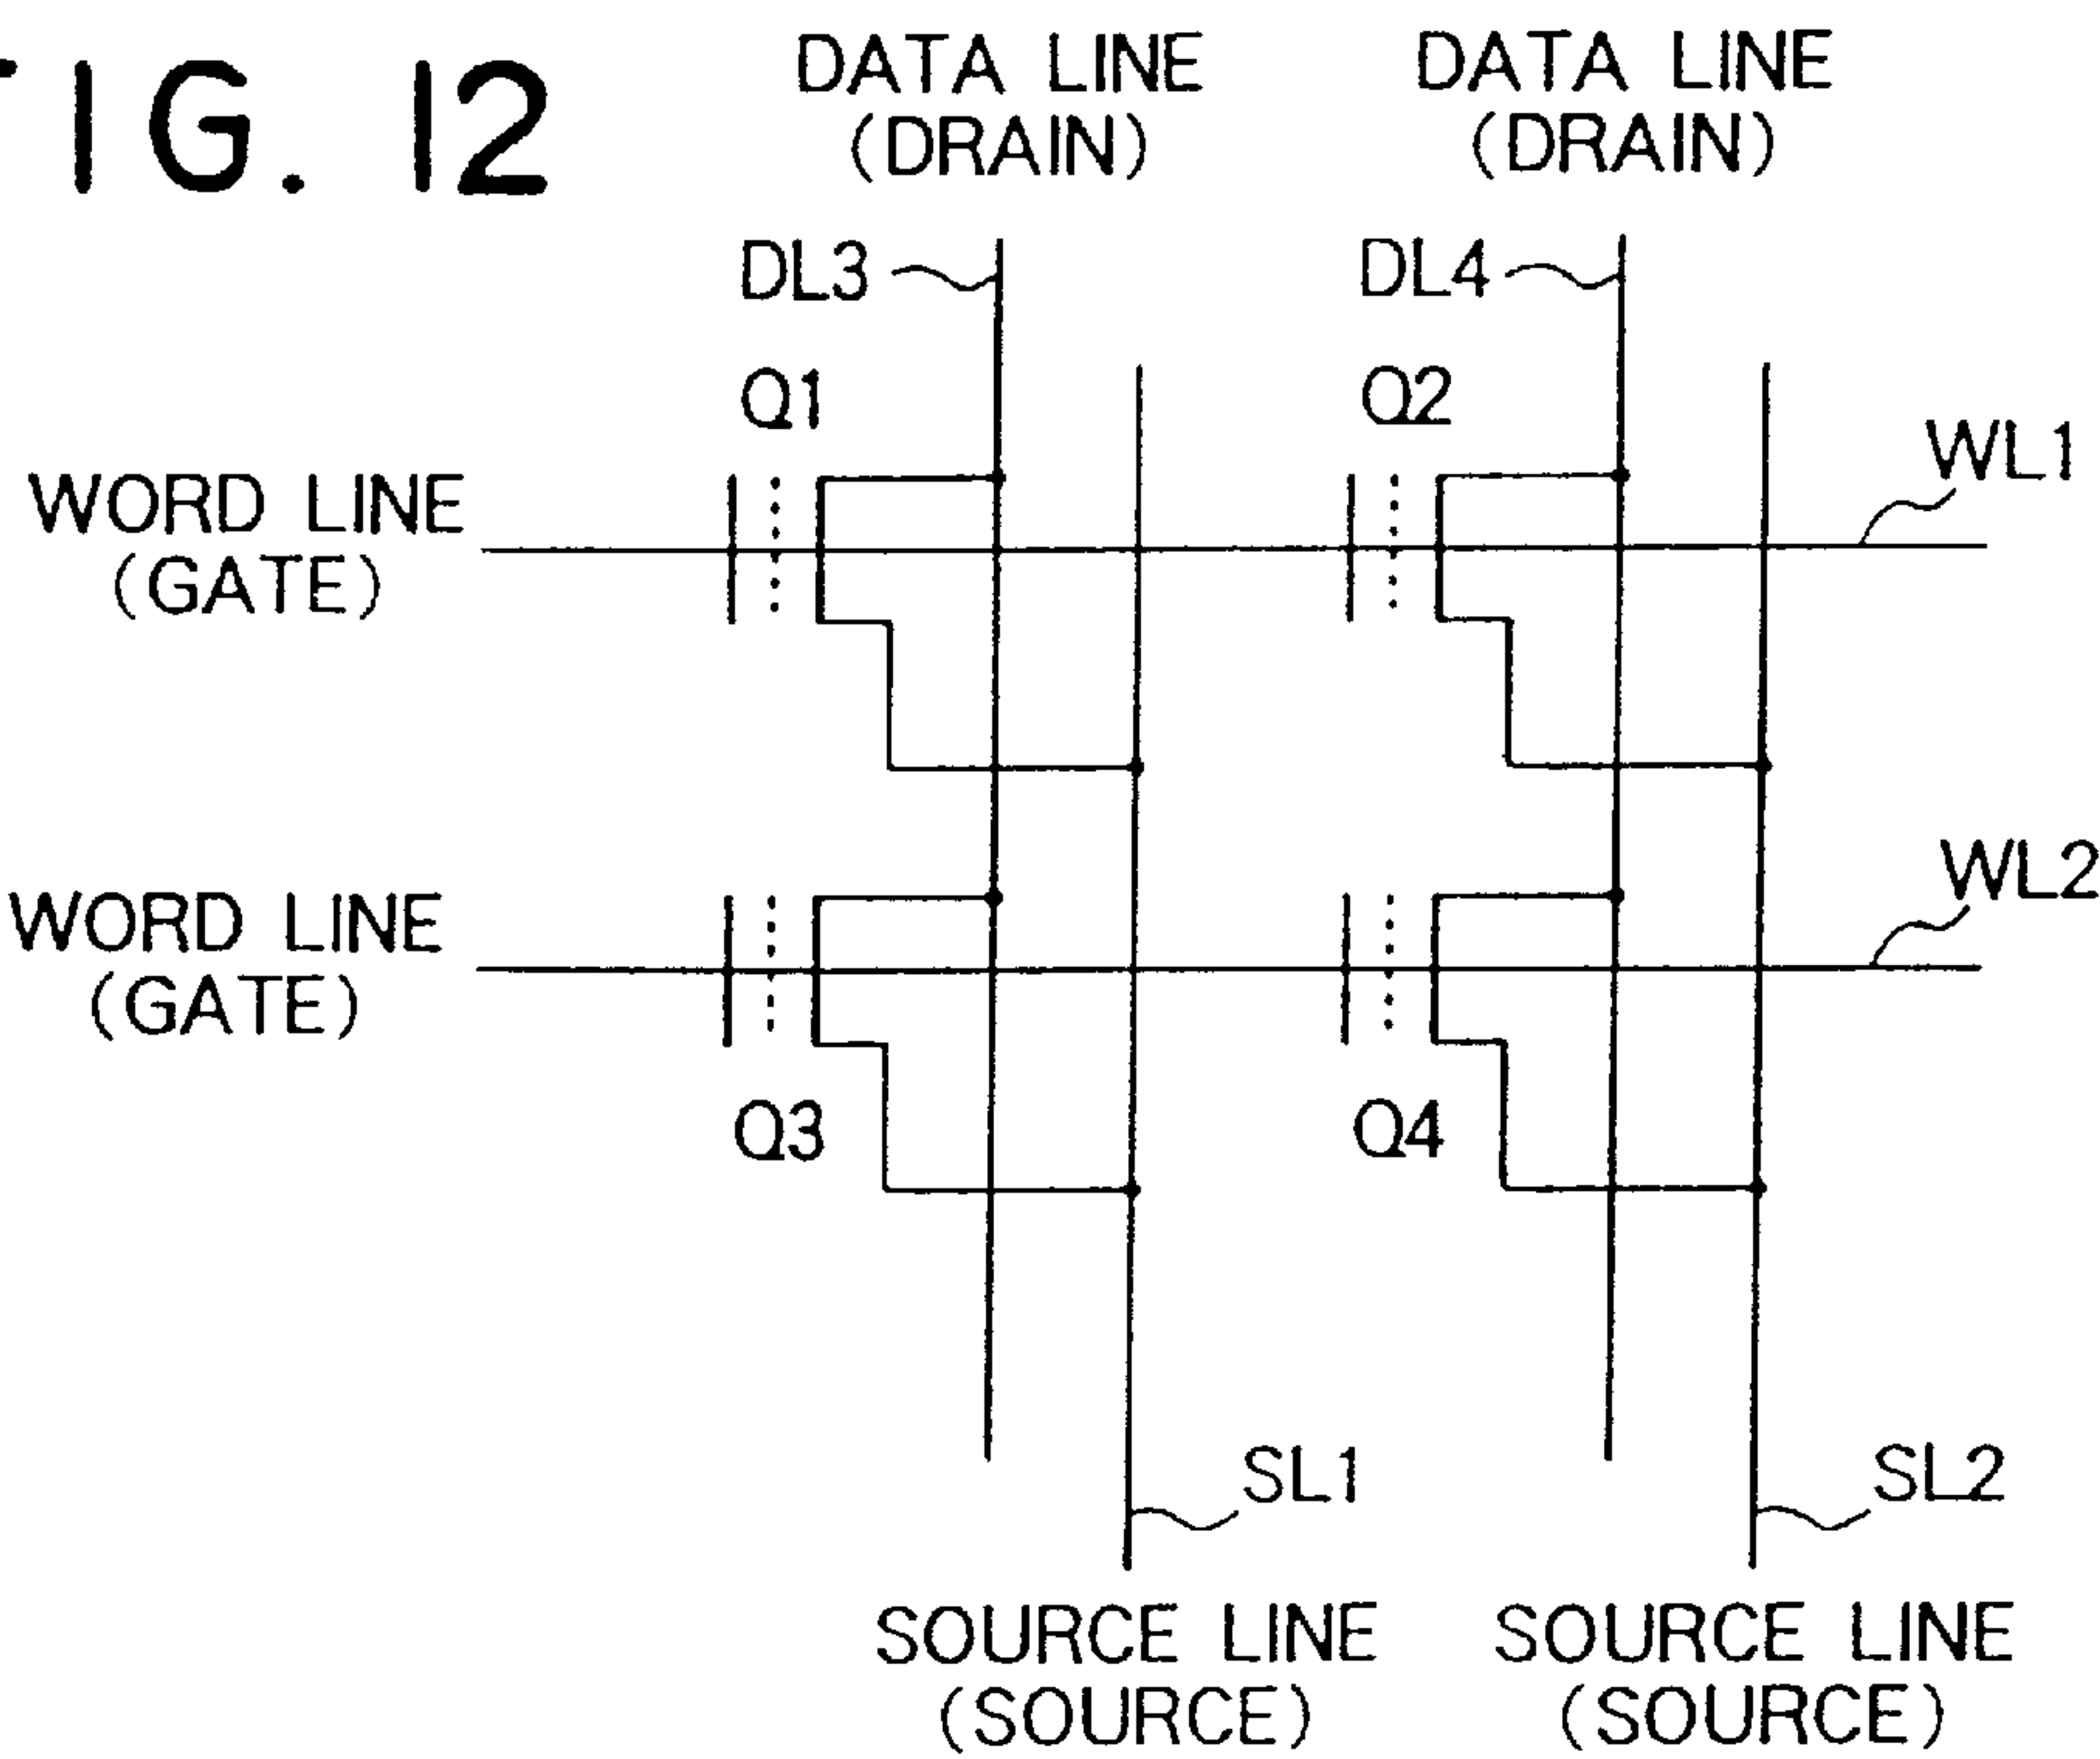 FIG. 12
DATA LINE
(DRAIN)
DATA LINE
(DRAIN)
DL3
DL4
Q1
Q2
WL1
WORD LINE
(GATE)
WL2
WORD LINE
(GATE)
Q3
Q4
SL1
SL2
SOURCE LINE
(SOURCE)
SOURCE LINE
(SOURCE)